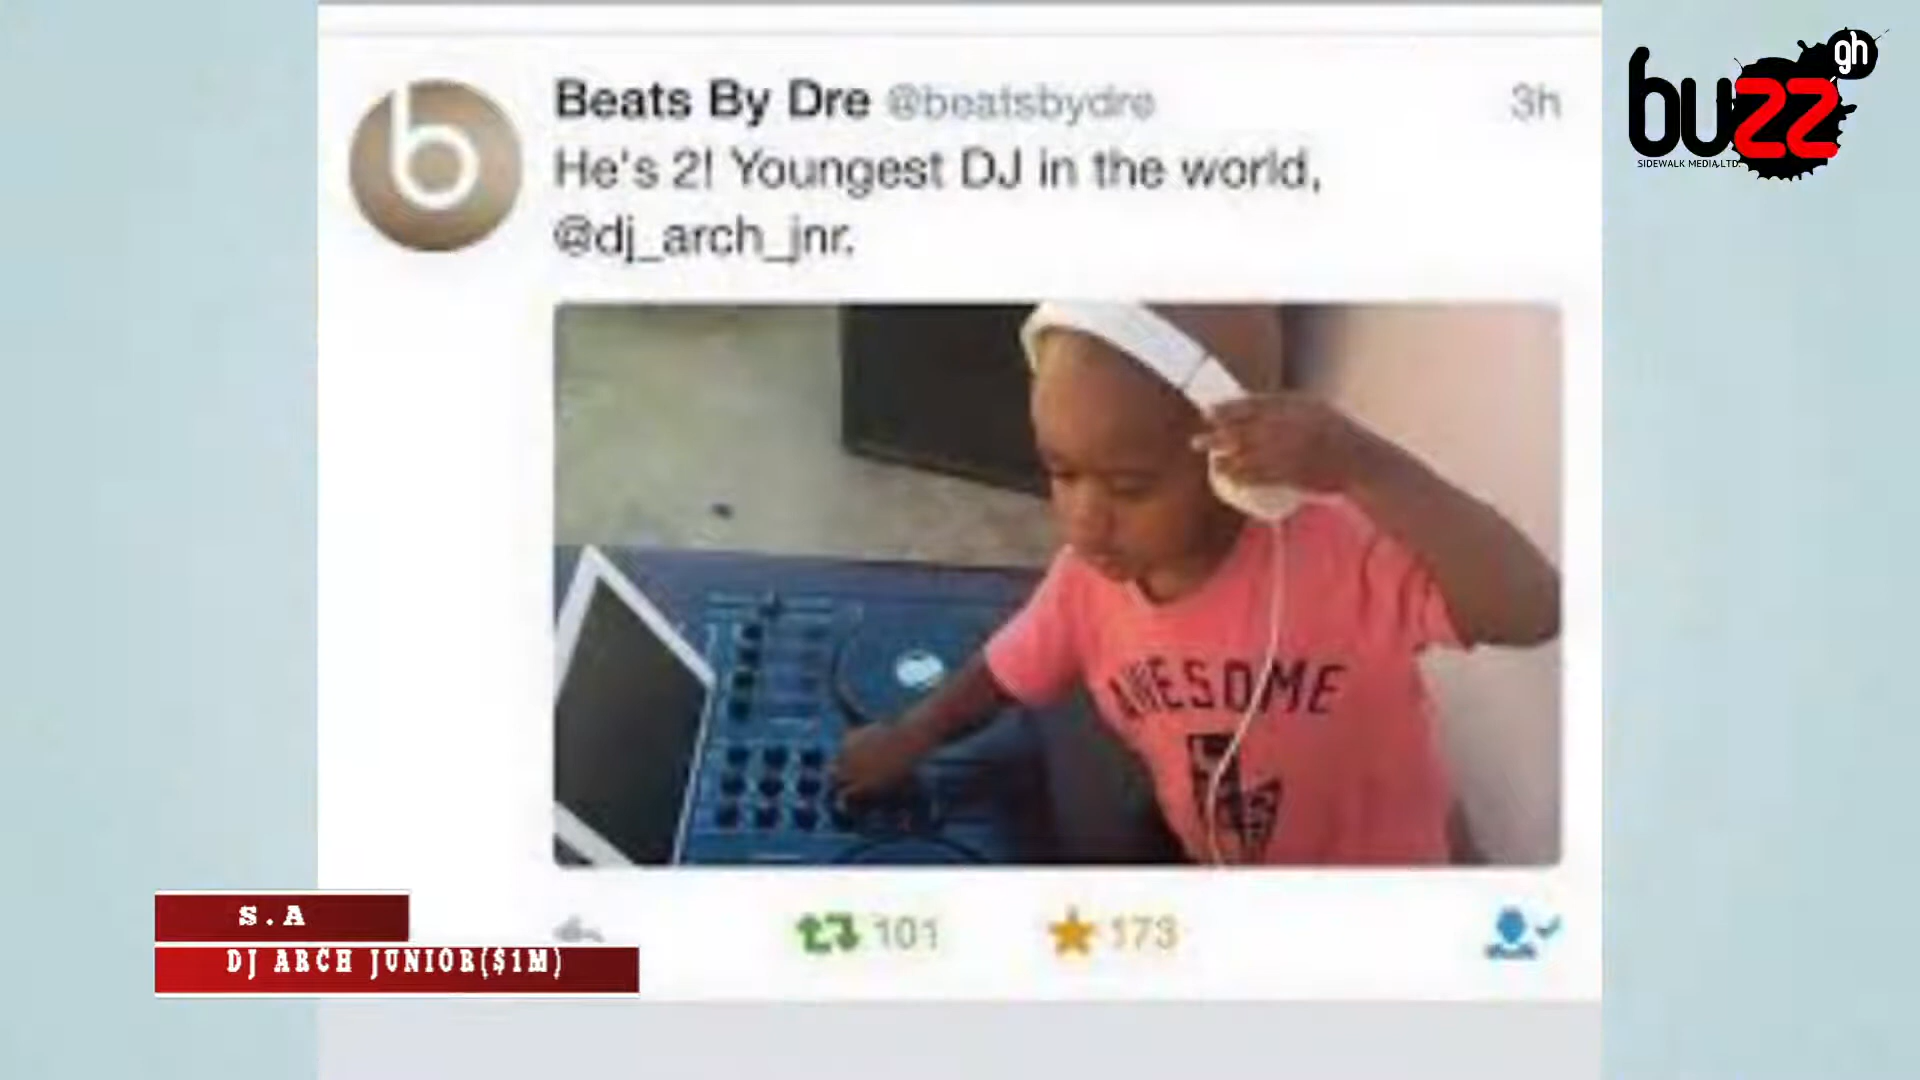 Beats By Dre @beatsbydre 3h
He's 2! Youngest DJ in the world,
@dj_arch_jnr.
AWESOME
101 173
S.A
DJ ARCH JUNIOR($1M)
buzz gh
SIDEWALK MEDIA LTD.